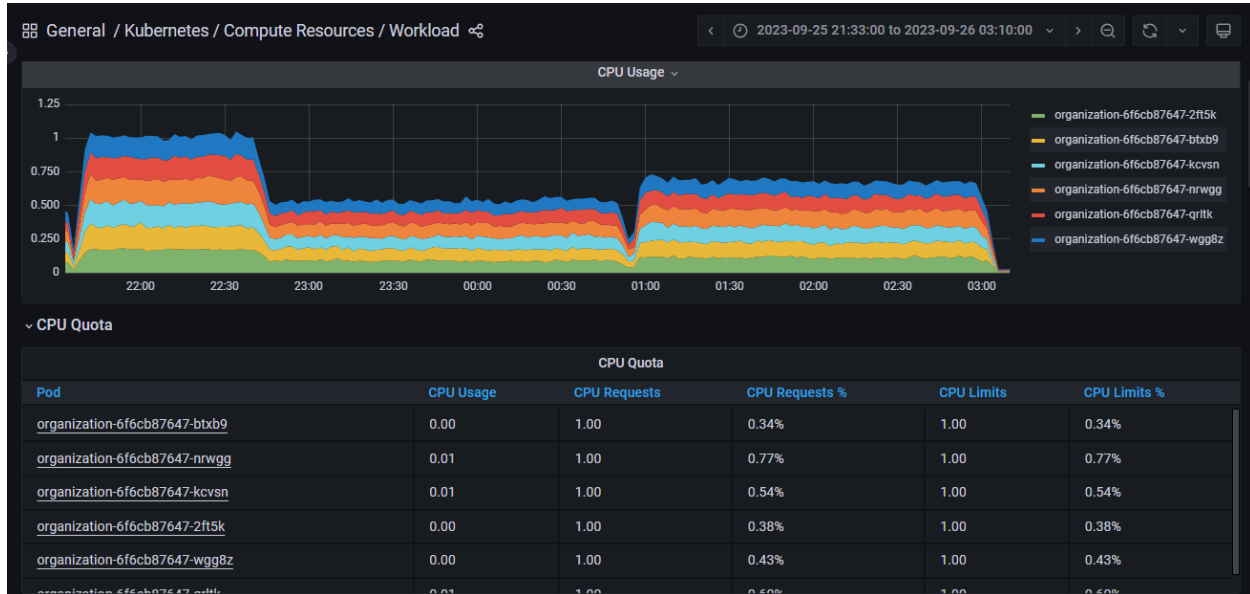 General / Kubernetes / Compute Resources / Workload
2023-09-25 21:33:00 to 2023-09-26 03:10:00
CPU Usage
1.25
1
0.750
0.500
0.250
0
22:00 22:30 23:00 23:30 00:00 00:30 01:00 01:30 02:00 02:30 03:00
organization-6f6cb87647-2ft5k
organization-6f6cb87647-btxb9
organization-6f6cb87647-kcvsn
organization-6f6cb87647-nrwgg
organization-6f6cb87647-qrltk
organization-6f6cb87647-wgg8z
CPU Quota
CPU Quota
Pod CPU Usage CPU Requests CPU Requests % CPU Limits CPU Limits %
organization-6f6cb87647-btxb9 0.00 1.00 0.34% 1.00 0.34%
organization-6f6cb87647-nrwgg 0.01 1.00 0.77% 1.00 0.77%
organization-6f6cb87647-kcvsn 0.01 1.00 0.54% 1.00 0.54%
organization-6f6cb87647-2ft5k 0.00 1.00 0.38% 1.00 0.38%
organization-6f6cb87647-wgg8z 0.00 1.00 0.43% 1.00 0.43%
organization-6f6cb87647-qrltk 0.01 1.00